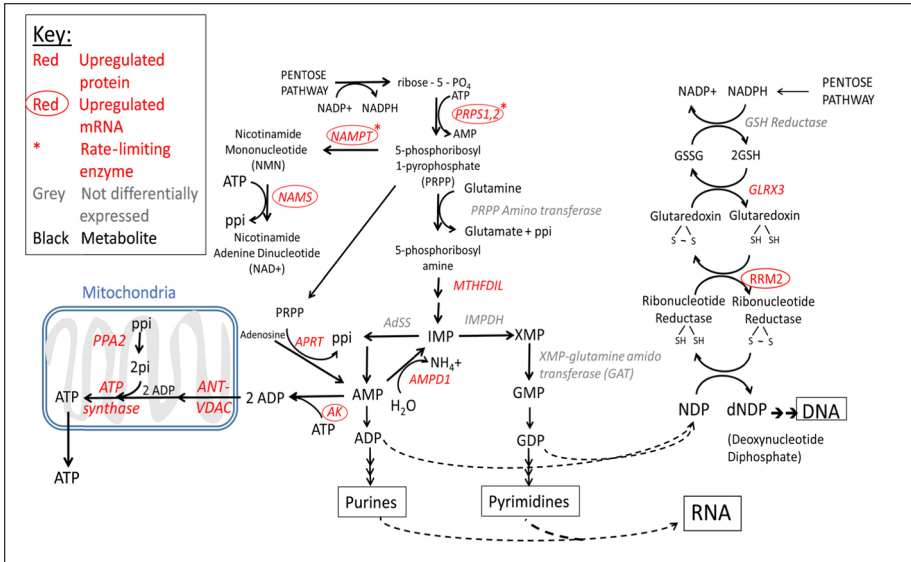 Key:
Red Upregulated
protein
Red Upregulated
mRNA
* Rate-limiting
enzyme
Grey Not differentially
expressed
Black Metabolite
PENTOSE
PATHWAY
NADP+ NADPH
ribose - 5 - PO4
ATP
PRPS1,2*
AMP
NAMPT*
Nicotinamide
Mononucleotide
(NMN)
5-phosphoribosyl
1-pyrophosphate
(PRPP)
ATP
NAMS
ppi
Nicotinamide
Adenine Dinucleotide
(NAD+)
Glutamine
PRPP Amino transferase
Glutamate + ppi
5-phosphoribosyl
amine
MTHFDIL
PRPP
Adenosine
APRT
ppi
AdSS
IMP
IMPDH
XMP
NH4+
AMPD1
H2O
AMP
XMP-glutamine amido
transferase (GAT)
GMP
GDP
ADP
Purines
Pyrimidines
RNA
Mitochondria
ppi
PPA2
2pi
ATP
ATP
synthase
2 ADP
ANT-
VDAC
2 ADP
AK
ATP
ATP
NADP+ NADPH
PENTOSE
PATHWAY
GSH Reductase
GSSG 2GSH
GLRX3
Glutaredoxin Glutaredoxin
S – S SH SH
RRM2
Ribonucleotide Ribonucleotide
Reductase Reductase
SH SH S – S
NDP dNDP
DNA
(Deoxynucleotide
Diphosphate)